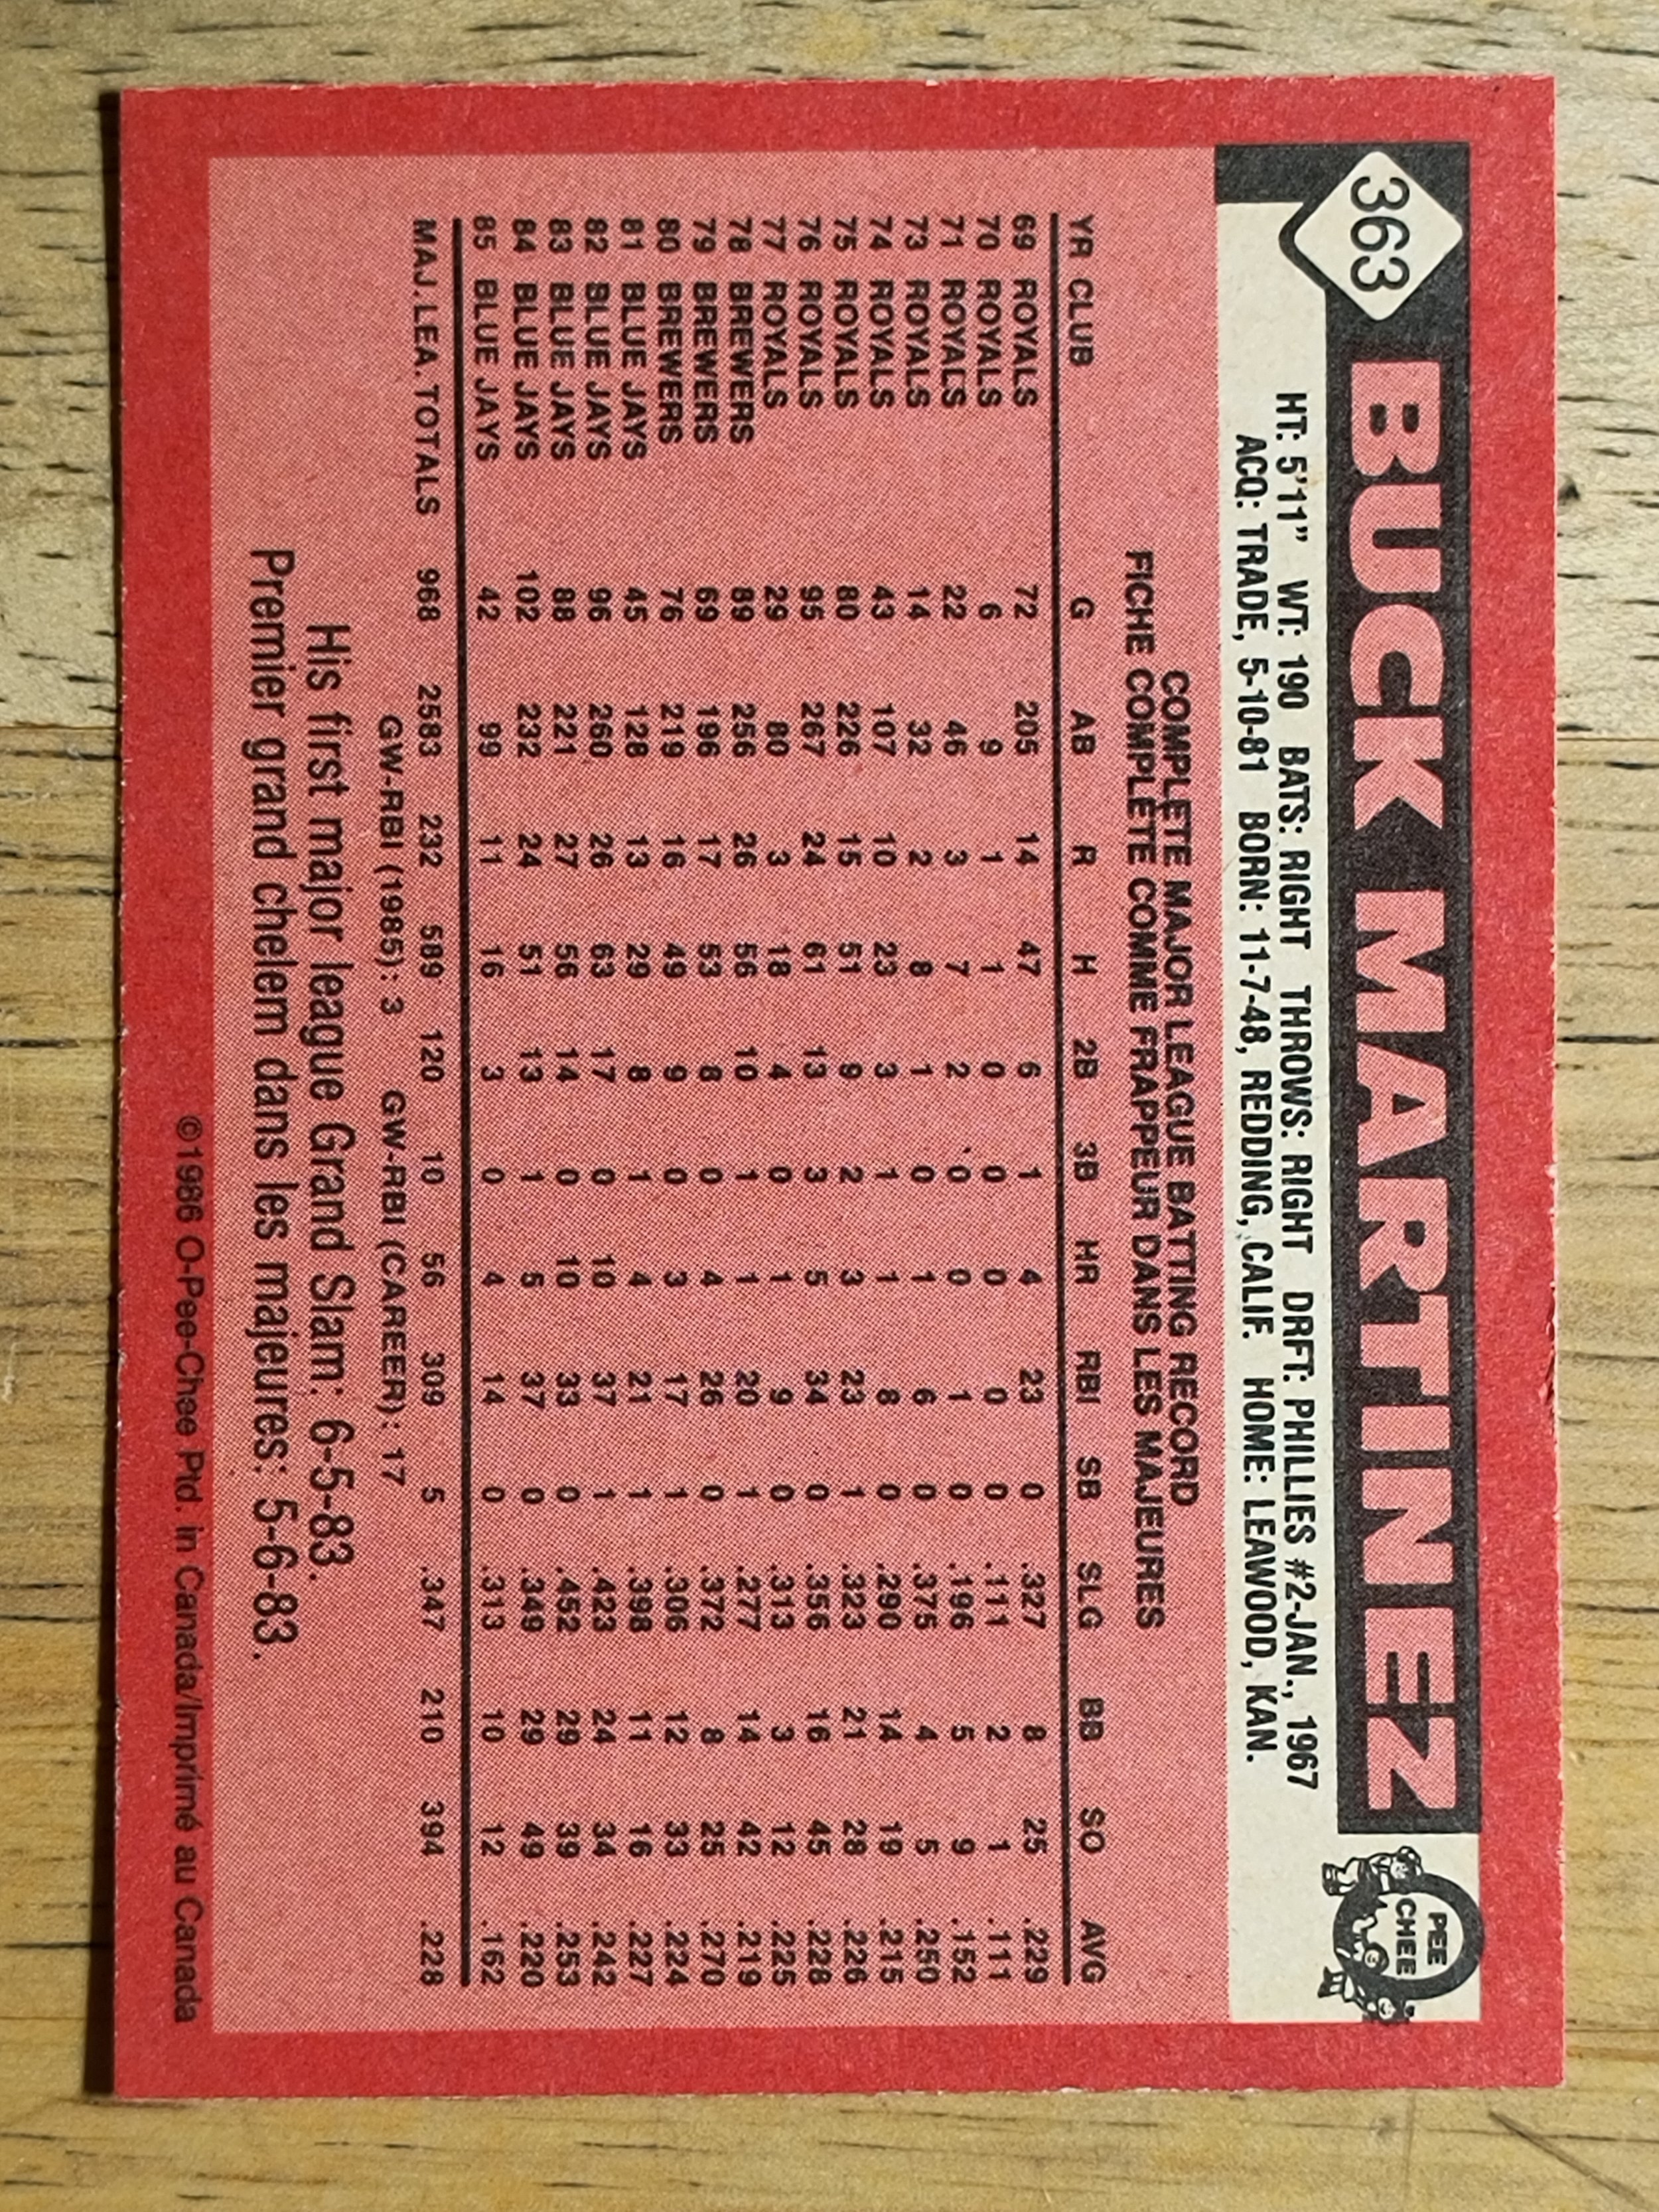 363 BUCK MARTINEZ PEE CHEE
HT: 5'11" WT: 190 BATS: RIGHT THROWS: RIGHT DRFT: PHILLIES #2-JAN., 1967
ACQ: TRADE, 5-10-81 BORN: 11-7-48, REDDING, CALIF. HOME: LEAWOOD, KAN.
COMPLETE MAJOR LEAGUE BATTING RECORD
FICHE COMPLÈTE COMME FRAPPEUR DANS LES MAJEURES
YR CLUB G AB R H 2B 3B HR RBI SB SLG BB SO AVG
69 ROYALS 72 205 14 47 6 1 4 23 0 .327 8 25 .229
70 ROYALS 6 9 1 1 0 0 0 0 0 .111 2 1 .111
71 ROYALS 22 46 3 7 2 0 0 1 0 .196 5 9 .152
73 ROYALS 14 32 2 8 1 0 1 6 0 .375 4 5 .250
74 ROYALS 43 107 10 23 3 1 1 8 0 .290 14 19 .215
75 ROYALS 80 226 15 51 9 2 3 23 1 .323 21 28 .226
76 ROYALS 95 267 24 61 13 3 5 34 0 .356 16 45 .228
77 ROYALS 29 80 3 18 4 0 1 9 0 .313 3 12 .225
78 BREWERS 89 256 26 56 10 1 1 20 1 .277 14 42 .219
79 BREWERS 69 196 17 53 8 0 4 26 0 .372 8 25 .270
80 BREWERS 76 219 16 49 9 0 3 17 1 .306 12 33 .224
81 BLUE JAYS 45 128 13 29 8 1 4 21 1 .398 11 16 .227
82 BLUE JAYS 96 260 26 63 17 0 10 37 1 .423 24 34 .242
83 BLUE JAYS 88 221 27 56 14 0 10 33 0 .452 29 39 .253
84 BLUE JAYS 102 232 24 51 13 1 5 37 0 .349 29 49 .220
85 BLUE JAYS 42 99 11 16 3 0 4 14 0 .313 10 12 .162
MAJ. LEA. TOTALS 968 2583 232 589 120 10 56 309 5 .347 210 394 .228
GW-RBI (1985): 3 GW-RBI (CAREER): 17
His first major league Grand Slam: 6-5-83.
Premier grand chelem dans les majeures: 5-6-83.
©1986 O-Pee-Chee Ptd. in Canada/Imprimé au Canada